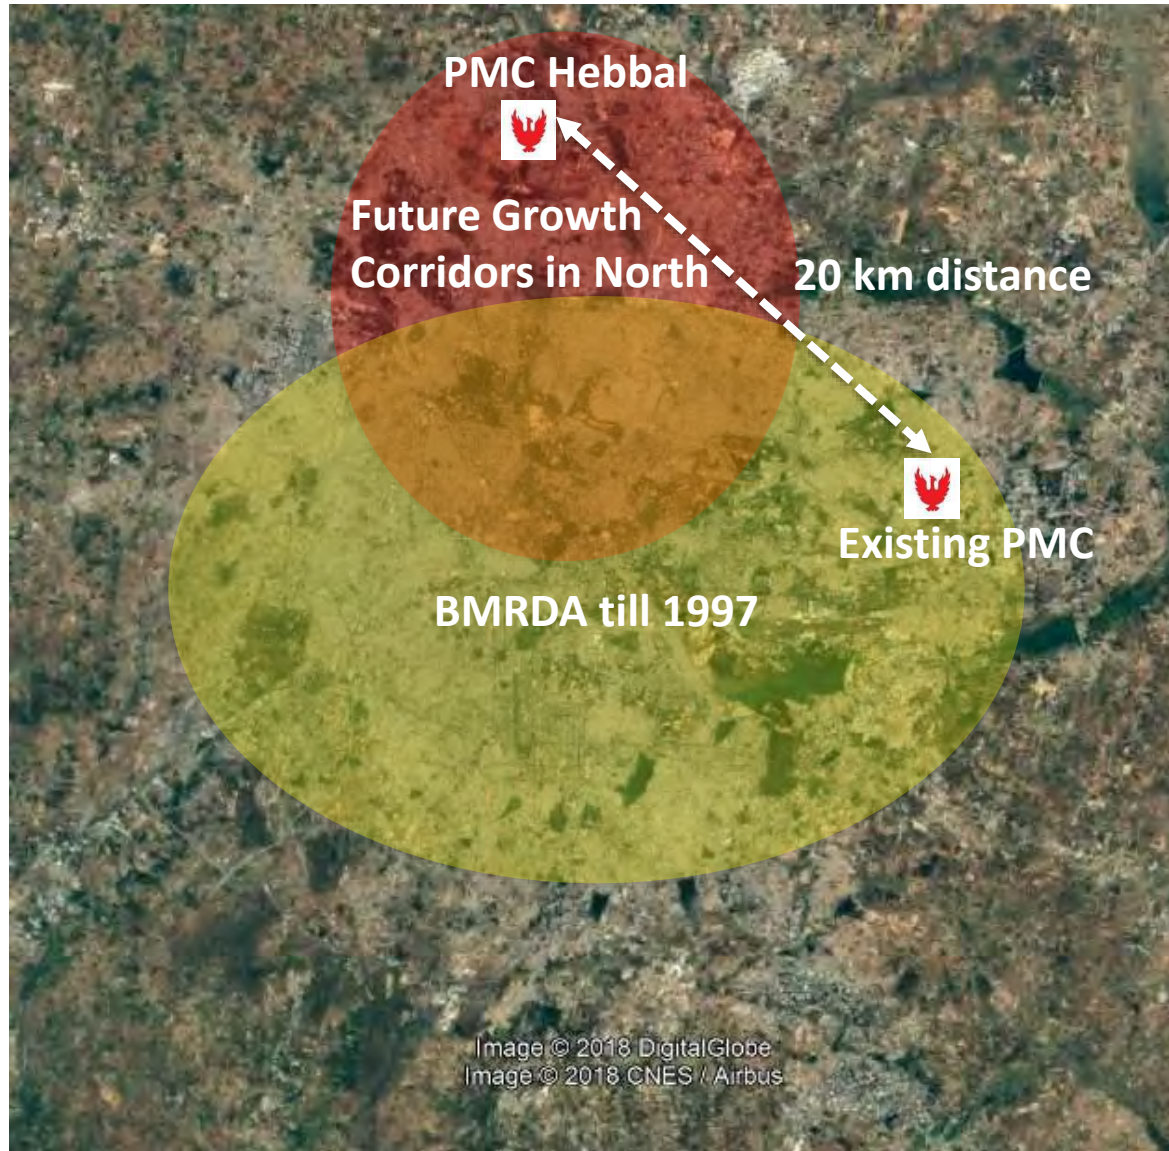 PMC Hebbal
Future Growth
Corridors in North
20 km distance
Existing PMC
BMRDA till 1997
Image © 2018 DigitalGlobe
Image © 2018 CNES / Airbus